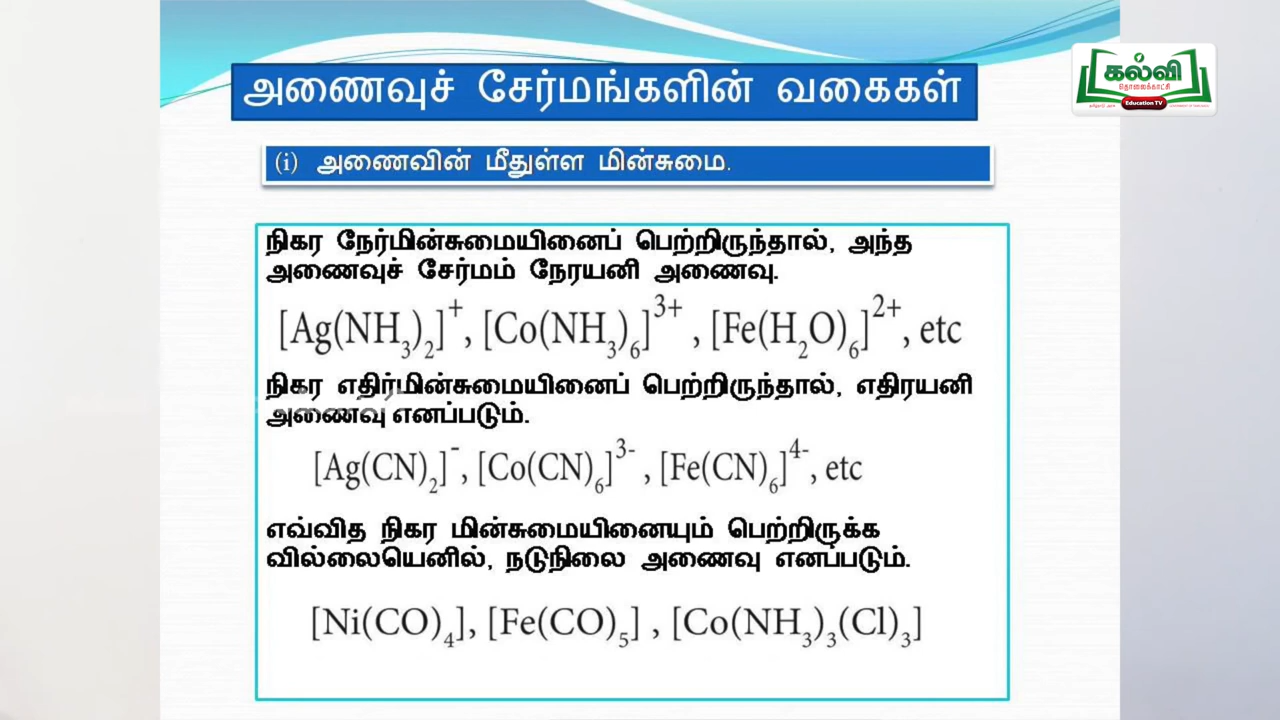 அணைவுச் சேர்மங்களின் வகைகள்
கல்வி
தொலைக்காட்சி
Education TV
(i) அணைவின் மீதுள்ள மின்சுமை.
நிகர நேர்மின்சுமையினைப் பெற்றிருந்தால், அந்த
அணைவுச் சேர்மம் நேரயனி அணைவு.
[Ag(NH₃)₂]⁺, [Co(NH₃)₆]³⁺ , [Fe(H₂O)₆]²⁺, etc
நிகர எதிர்மின்சுமையினைப் பெற்றிருந்தால், எதிரயனி
அணைவு எனப்படும்.
[Ag(CN)₂]⁻, [Co(CN)₆]³⁻ , [Fe(CN)₆]⁴⁻, etc
எவ்வித நிகர மின்சுமையினையும் பெற்றிருக்க
வில்லையெனில், நடுநிலை அணைவு எனப்படும்.
[Ni(CO)₄], [Fe(CO)₅] , [Co(NH₃)₃(Cl)₃]